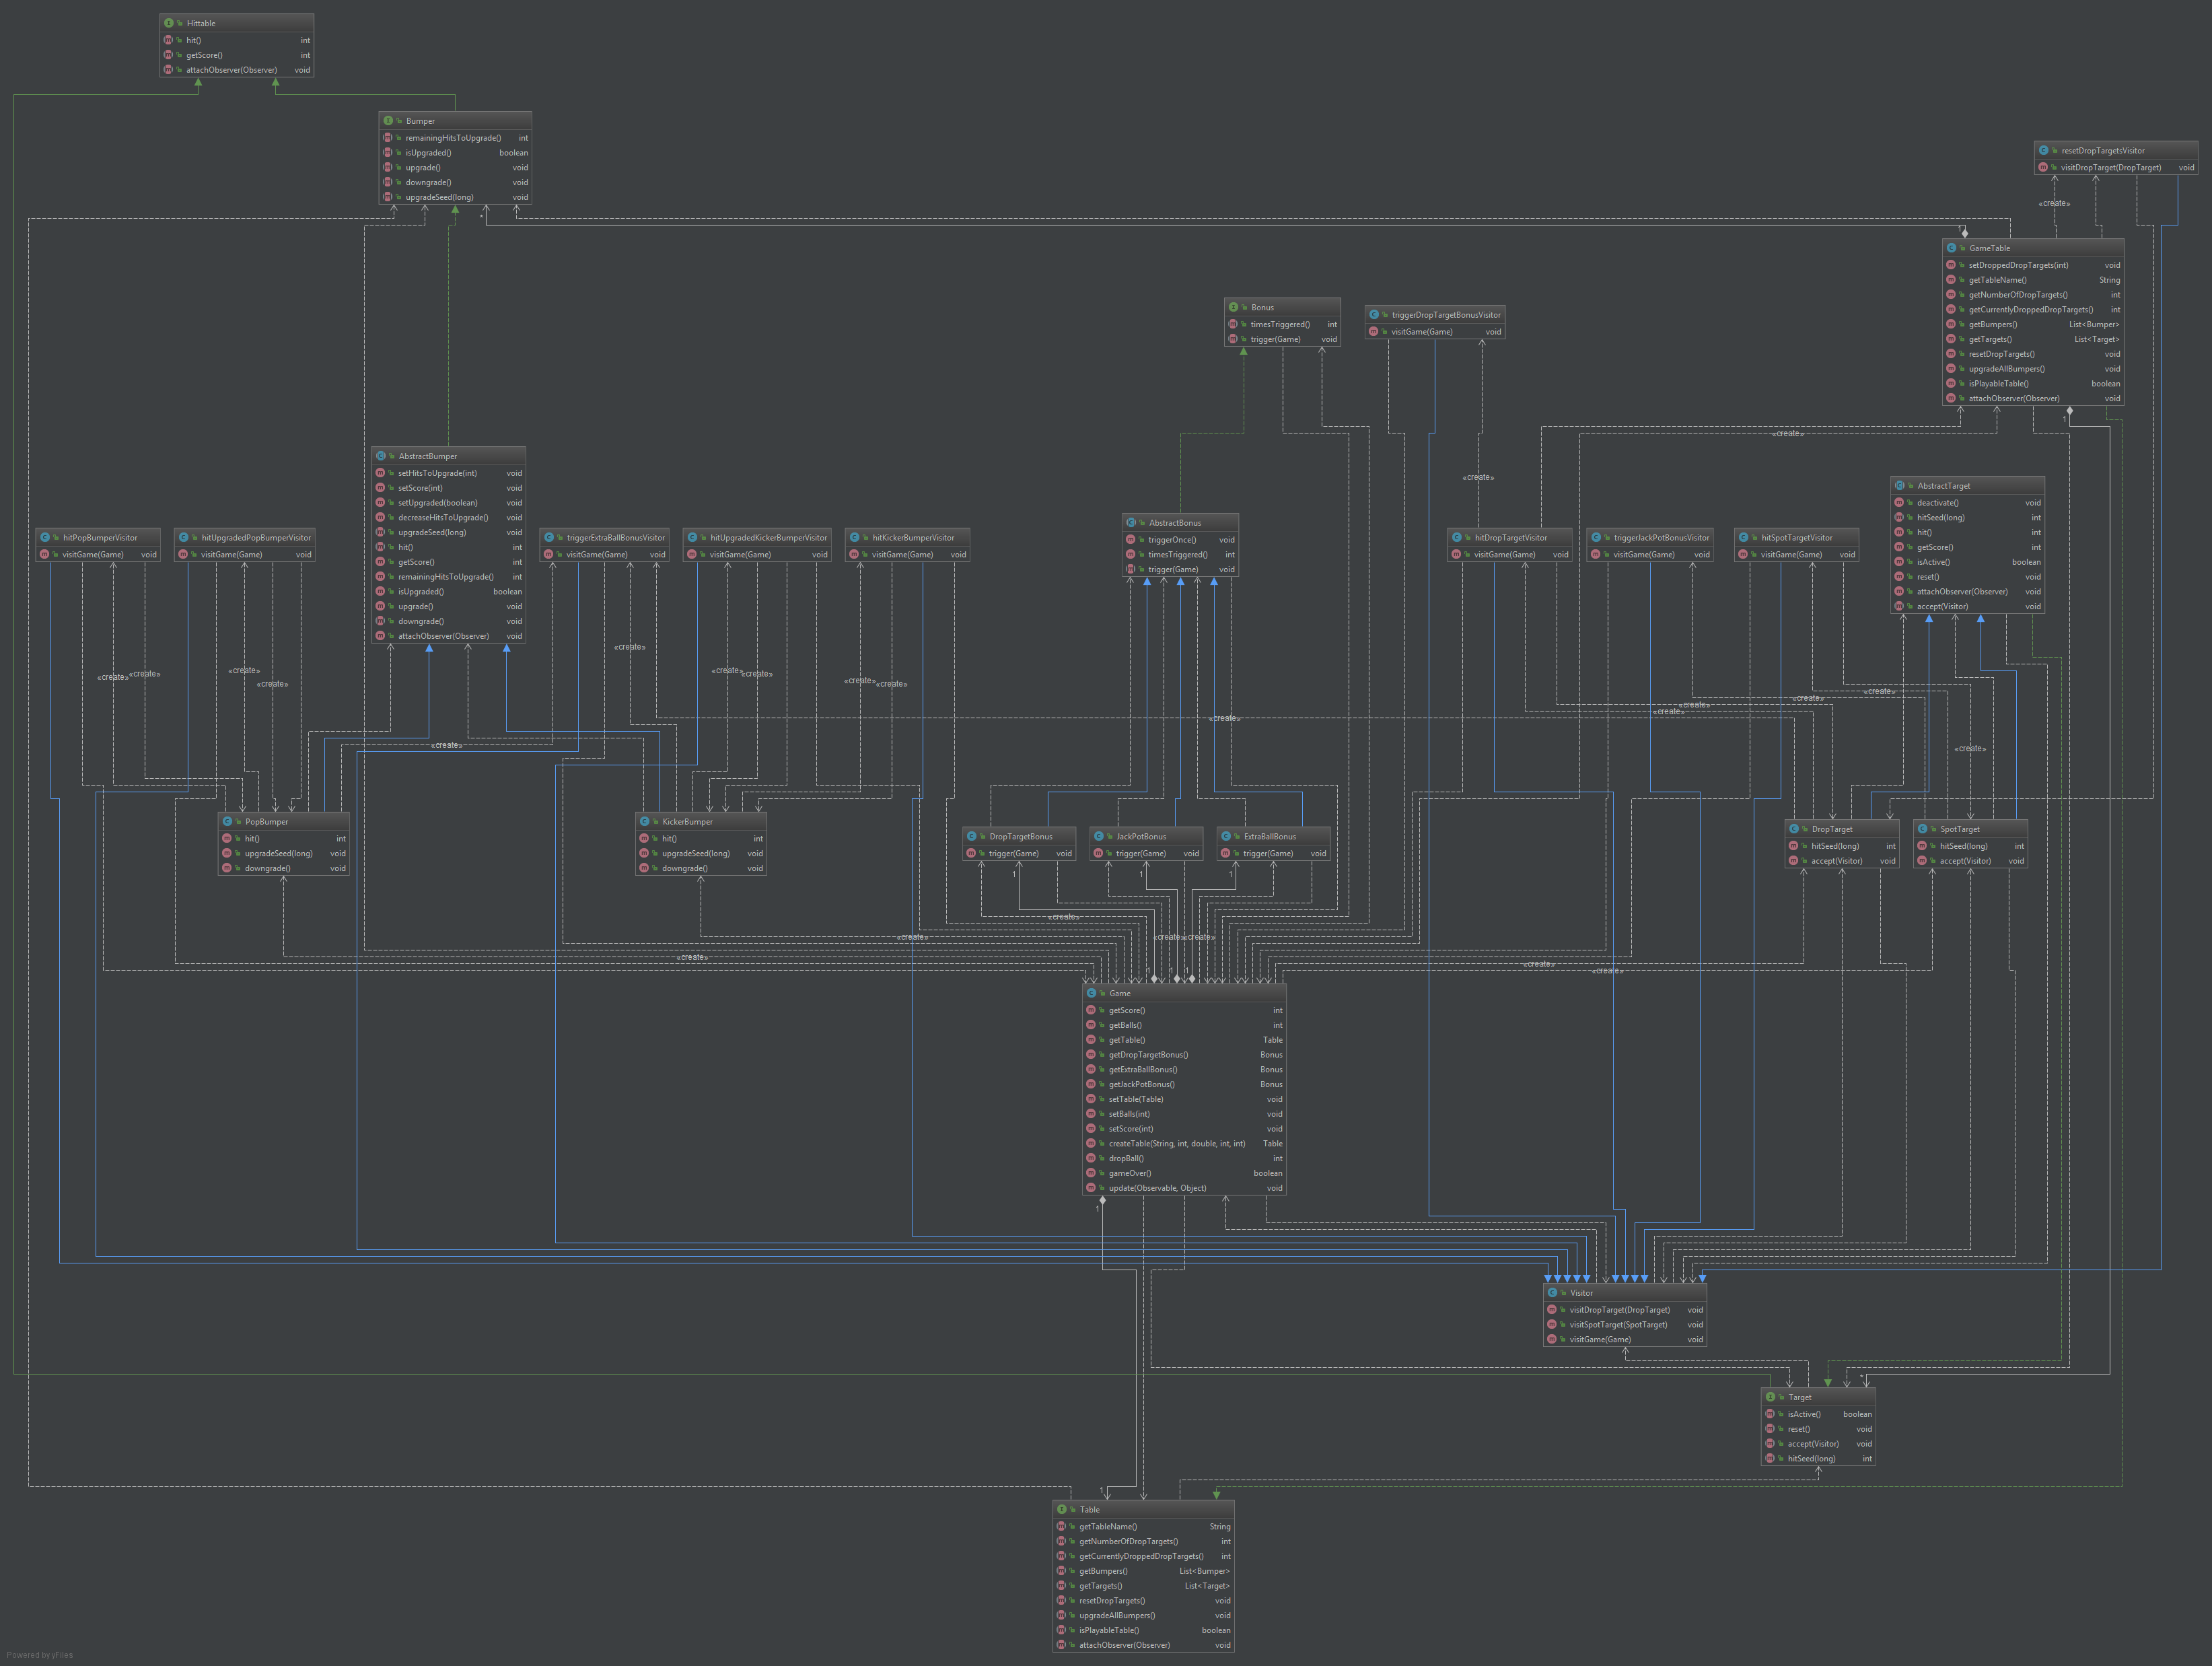 Hittable
hit() int
getScore() int
attachObserver(Observer) void
Bumper
remainingHitsToUpgrade() int
isUpgraded() boolean
upgrade() void
downgrade() void
upgradeSeed(long) void
*
resetDropTargetsVisitor
visitDropTarget(DropTarget) void
«create»
1
GameTable
setDroppedDropTargets(int) void
getTableName() String
getNumberOfDropTargets() int
getCurrentlyDroppedDropTargets() int
getBumpers() List<Bumper>
getTargets() List<Target>
resetDropTargets() void
upgradeAllBumpers() void
isPlayableTable() boolean
attachObserver(Observer) void
1
Bonus
timesTriggered() int
trigger(Game) void
triggerDropTargetBonusVisitor
visitGame(Game) void
«create»
«create»
AbstractBumper
setHitsToUpgrade(int) void
setScore(int) void
setUpgraded(boolean) void
decreaseHitsToUpgrade() void
upgradeSeed(long) void
hit() int
getScore() int
remainingHitsToUpgrade() int
isUpgraded() boolean
upgrade() void
downgrade() void
attachObserver(Observer) void
AbstractTarget
deactivate() void
hitSeed(long) int
hit() int
getScore() int
isActive() boolean
reset() void
attachObserver(Observer) void
accept(Visitor) void
AbstractBonus
triggerOnce() void
timesTriggered() int
trigger(Game) void
hitPopBumperVisitor
visitGame(Game) void
hitUpgradedPopBumperVisitor
visitGame(Game) void
triggerExtraBallBonusVisitor
visitGame(Game) void
hitUpgradedKickerBumperVisitor
visitGame(Game) void
hitKickerBumperVisitor
visitGame(Game) void
hitDropTargetVisitor
visitGame(Game) void
triggerJackPotBonusVisitor
visitGame(Game) void
hitSpotTargetVisitor
visitGame(Game) void
«create»
«create» «create»
«create»
«create»
«create»
«create»
«create» «create»
«create»
«create»
«create»
«create»
«create»
«create»
«create»
PopBumper
hit() int
upgradeSeed(long) void
downgrade() void
KickerBumper
hit() int
upgradeSeed(long) void
downgrade() void
DropTargetBonus
trigger(Game) void
JackPotBonus
trigger(Game) void
ExtraBallBonus
trigger(Game) void
DropTarget
hitSeed(long) int
accept(Visitor) void
SpotTarget
hitSeed(long) int
accept(Visitor) void
1
1
1
«create»
«create»
«create» «create»
«create»
«create»
«create»
1
1
1
Game
getScore() int
getBalls() int
getTable() Table
getDropTargetBonus() Bonus
getExtraBallBonus() Bonus
getJackPotBonus() Bonus
setTable(Table) void
setBalls(int) void
setScore(int) void
createTable(String, int, double, int, int) Table
dropBall() int
gameOver() boolean
update(Observable, Object) void
1
Visitor
visitDropTarget(DropTarget) void
visitSpotTarget(SpotTarget) void
visitGame(Game) void
*
Target
isActive() boolean
reset() void
accept(Visitor) void
hitSeed(long) int
1
Table
getTableName() String
getNumberOfDropTargets() int
getCurrentlyDroppedDropTargets() int
getBumpers() List<Bumper>
getTargets() List<Target>
resetDropTargets() void
upgradeAllBumpers() void
isPlayableTable() boolean
attachObserver(Observer) void
Powered by yFiles